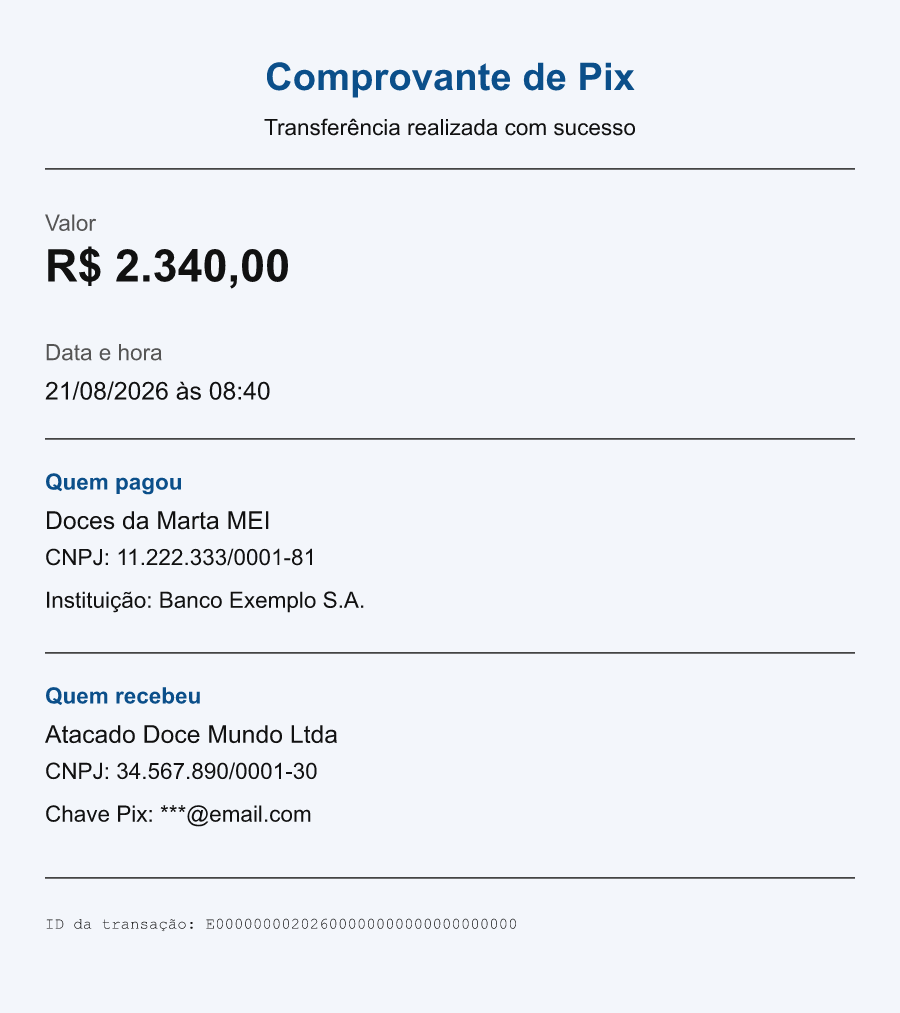 Comprovante de Pix
Transferência realizada com sucesso
Valor
R$ 2.340,00
Data e hora
21/08/2026 às 08:40
Quem pagou
Doces da Marta MEI
CNPJ: 11.222.333/0001-81
Instituição: Banco Exemplo S.A.
Quem recebeu
Atacado Doce Mundo Ltda
CNPJ: 34.567.890/0001-30
Chave Pix: ***@email.com
ID da transação: E0000000020260000000000000000000